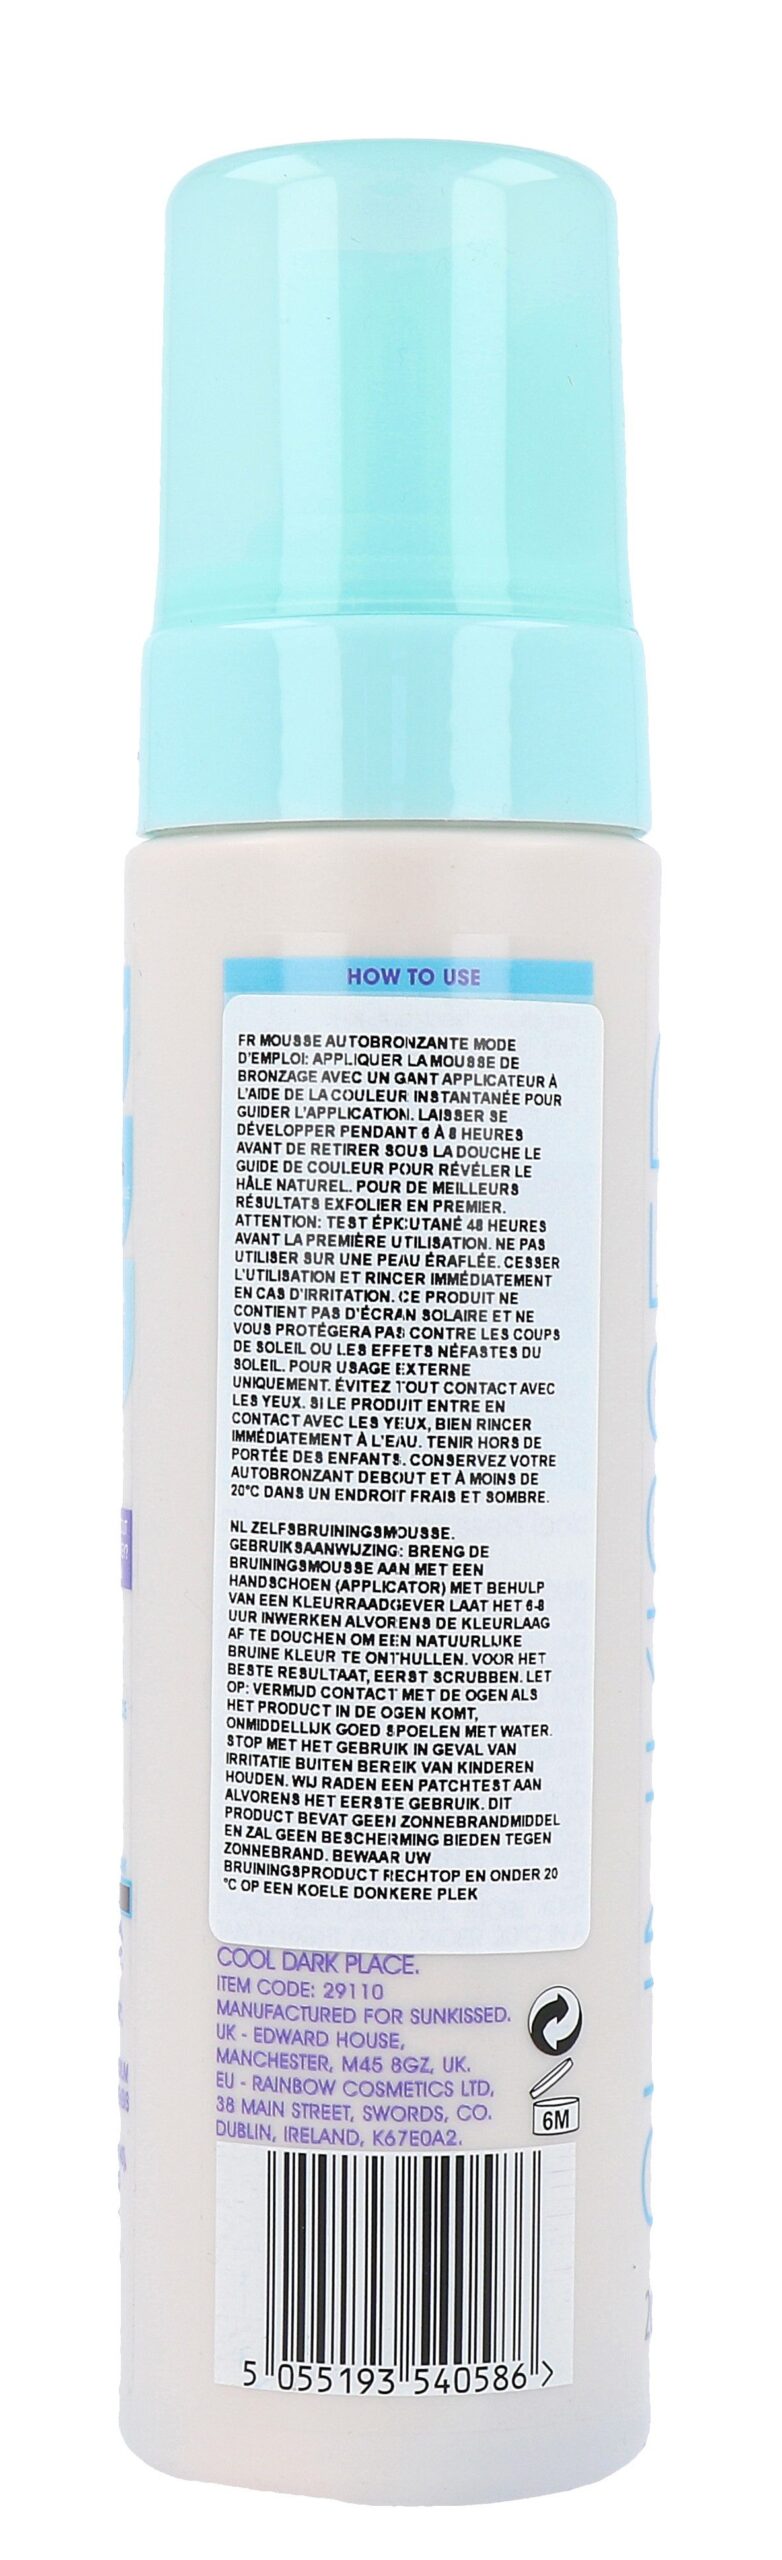 HOW TO USE
FR MOUSSE AUTOBRONZANTE MODE
D'EMPLOI: APPLIQUER LA MOUSSE DE
BRONZAGE AVEC UN GANT APPLICATEUR À
L'AIDE DE LA COULEUR INSTANTANÉE POUR
GUIDER L'APPLICATION. LAISSER SE
DÉVELOPPER PENDANT 6 À 8 HEURES
AVANT DE RETIRER SOUS LA DOUCHE LE
GUIDE DE COULEUR POUR RÉVÉLER LE
HÂLE NATUREL. POUR DE MEILLEURS
RÉSULTATS EXFOLIER EN PREMIER.
ATTENTION: TEST ÉPICUTANÉ 48 HEURES
AVANT LA PREMIÈRE UTILISATION. NE PAS
UTILISER SUR UNE PEAU ÉRAFLÉE. CESSER
L'UTILISATION ET RINCER IMMÉDIATEMENT
EN CAS D'IRRITATION. CE PRODUIT NE
CONTIENT PAS D'ÉCRAN SOLAIRE ET NE
VOUS PROTÉGERA PAS CONTRE LES COUPS
DE SOLEIL OU LES EFFETS NÉFASTES DU
SOLEIL. POUR USAGE EXTERNE
UNIQUEMENT. ÉVITEZ TOUT CONTACT AVEC
LES YEUX. SI LE PRODUIT ENTRE EN
CONTACT AVEC LES YEUX, BIEN RINCER
IMMÉDIATEMENT À L'EAU. TENIR HORS DE
PORTÉE DES ENFANTS. CONSERVEZ VOTRE
AUTOBRONZANT DEBOUT ET À MOINS DE
20°C DANS UN ENDROIT FRAIS ET SOMBRE.
NL ZELFSBRUININGSMOUSSE.
GEBRUIKSAANWIJZING: BRENG DE
BRUININGSMOUSSE AAN MET EEN
HANDSCHOEN (APPLICATOR) MET BEHULP
VAN EEN KLEURRAADGEVER LAAT HET 6-8
UUR INWERKEN ALVORENS DE KLEURLAAG
AF TE DOUCHEN OM EEN NATUURLIJKE
BRUINE KLEUR TE ONTHULLEN. VOOR HET
BESTE RESULTAAT, EERST SCRUBBEN. LET
OP: VERMIJD CONTACT MET DE OGEN ALS
HET PRODUCT IN DE OGEN KOMT,
ONMIDDELLIJK GOED SPOELEN MET WATER.
STOP MET HET GEBRUIK IN GEVAL VAN
IRRITATIE BUITEN BEREIK VAN KINDEREN
HOUDEN. WIJ RADEN EEN PATCHTEST AAN
ALVORENS HET EERSTE GEBRUIK. DIT
PRODUCT BEVAT GEEN ZONNEBRANDMIDDEL
EN ZAL GEEN BESCHERMING BIEDEN TEGEN
ZONNEBRAND. BEWAAR UW
BRUININGSPRODUCT RECHTOP EN ONDER 20
°C OP EEN KOELE DONKERE PLEK
COOL DARK PLACE.
ITEM CODE: 29110
MANUFACTURED FOR SUNKISSED.
UK - EDWARD HOUSE,
MANCHESTER, M45 8GZ, UK.
EU - RAINBOW COSMETICS LTD,
38 MAIN STREET, SWORDS, CO.
DUBLIN, IRELAND, K67E0A2.
6M
5 055193 540586 >